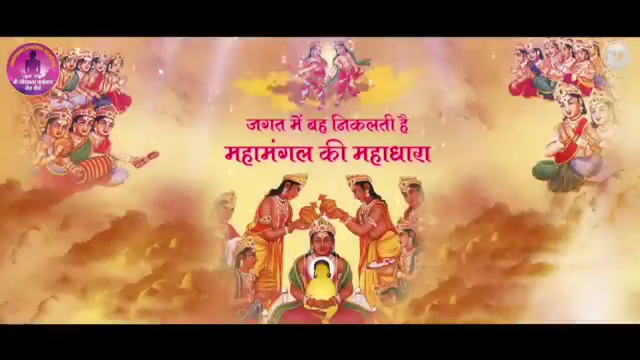 जगत में बह निकलती है
महामंगल की महाधारा